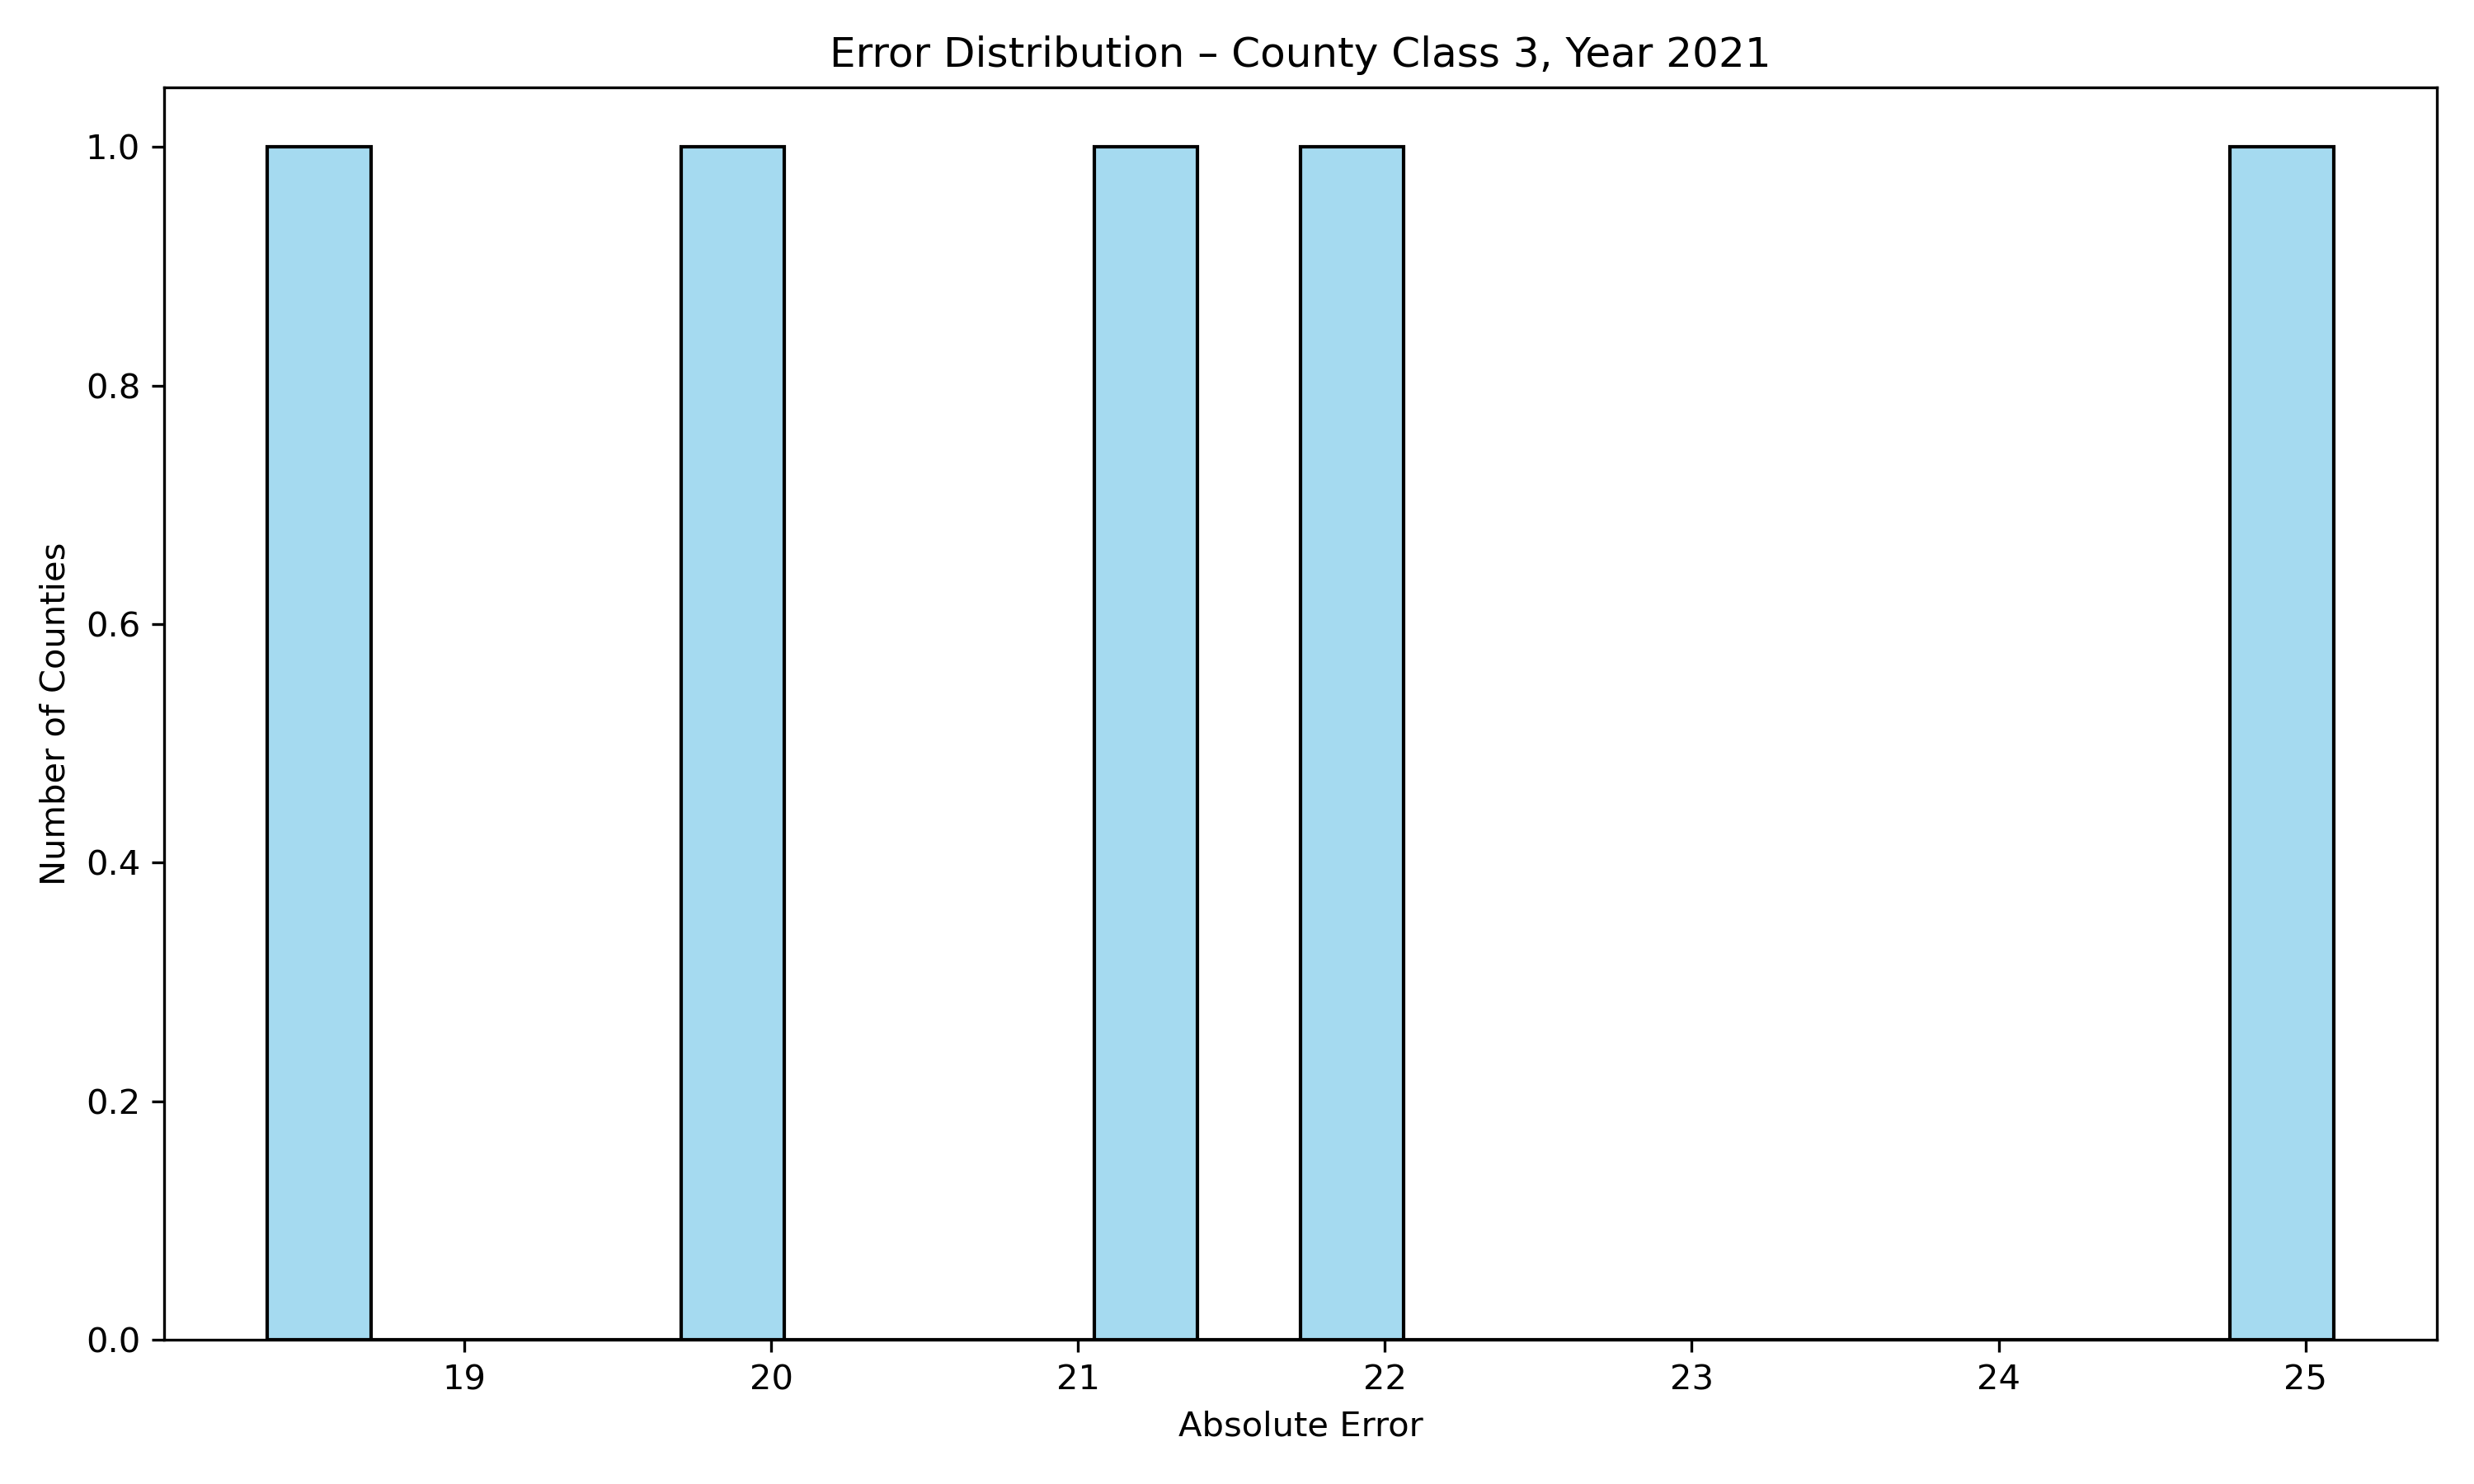 Error Distribution – County Class 3, Year 2021
1.0
0.8
0.6
0.4
0.2
0.0
Number of Counties
19 20 21 22 23 24 25
Absolute Error